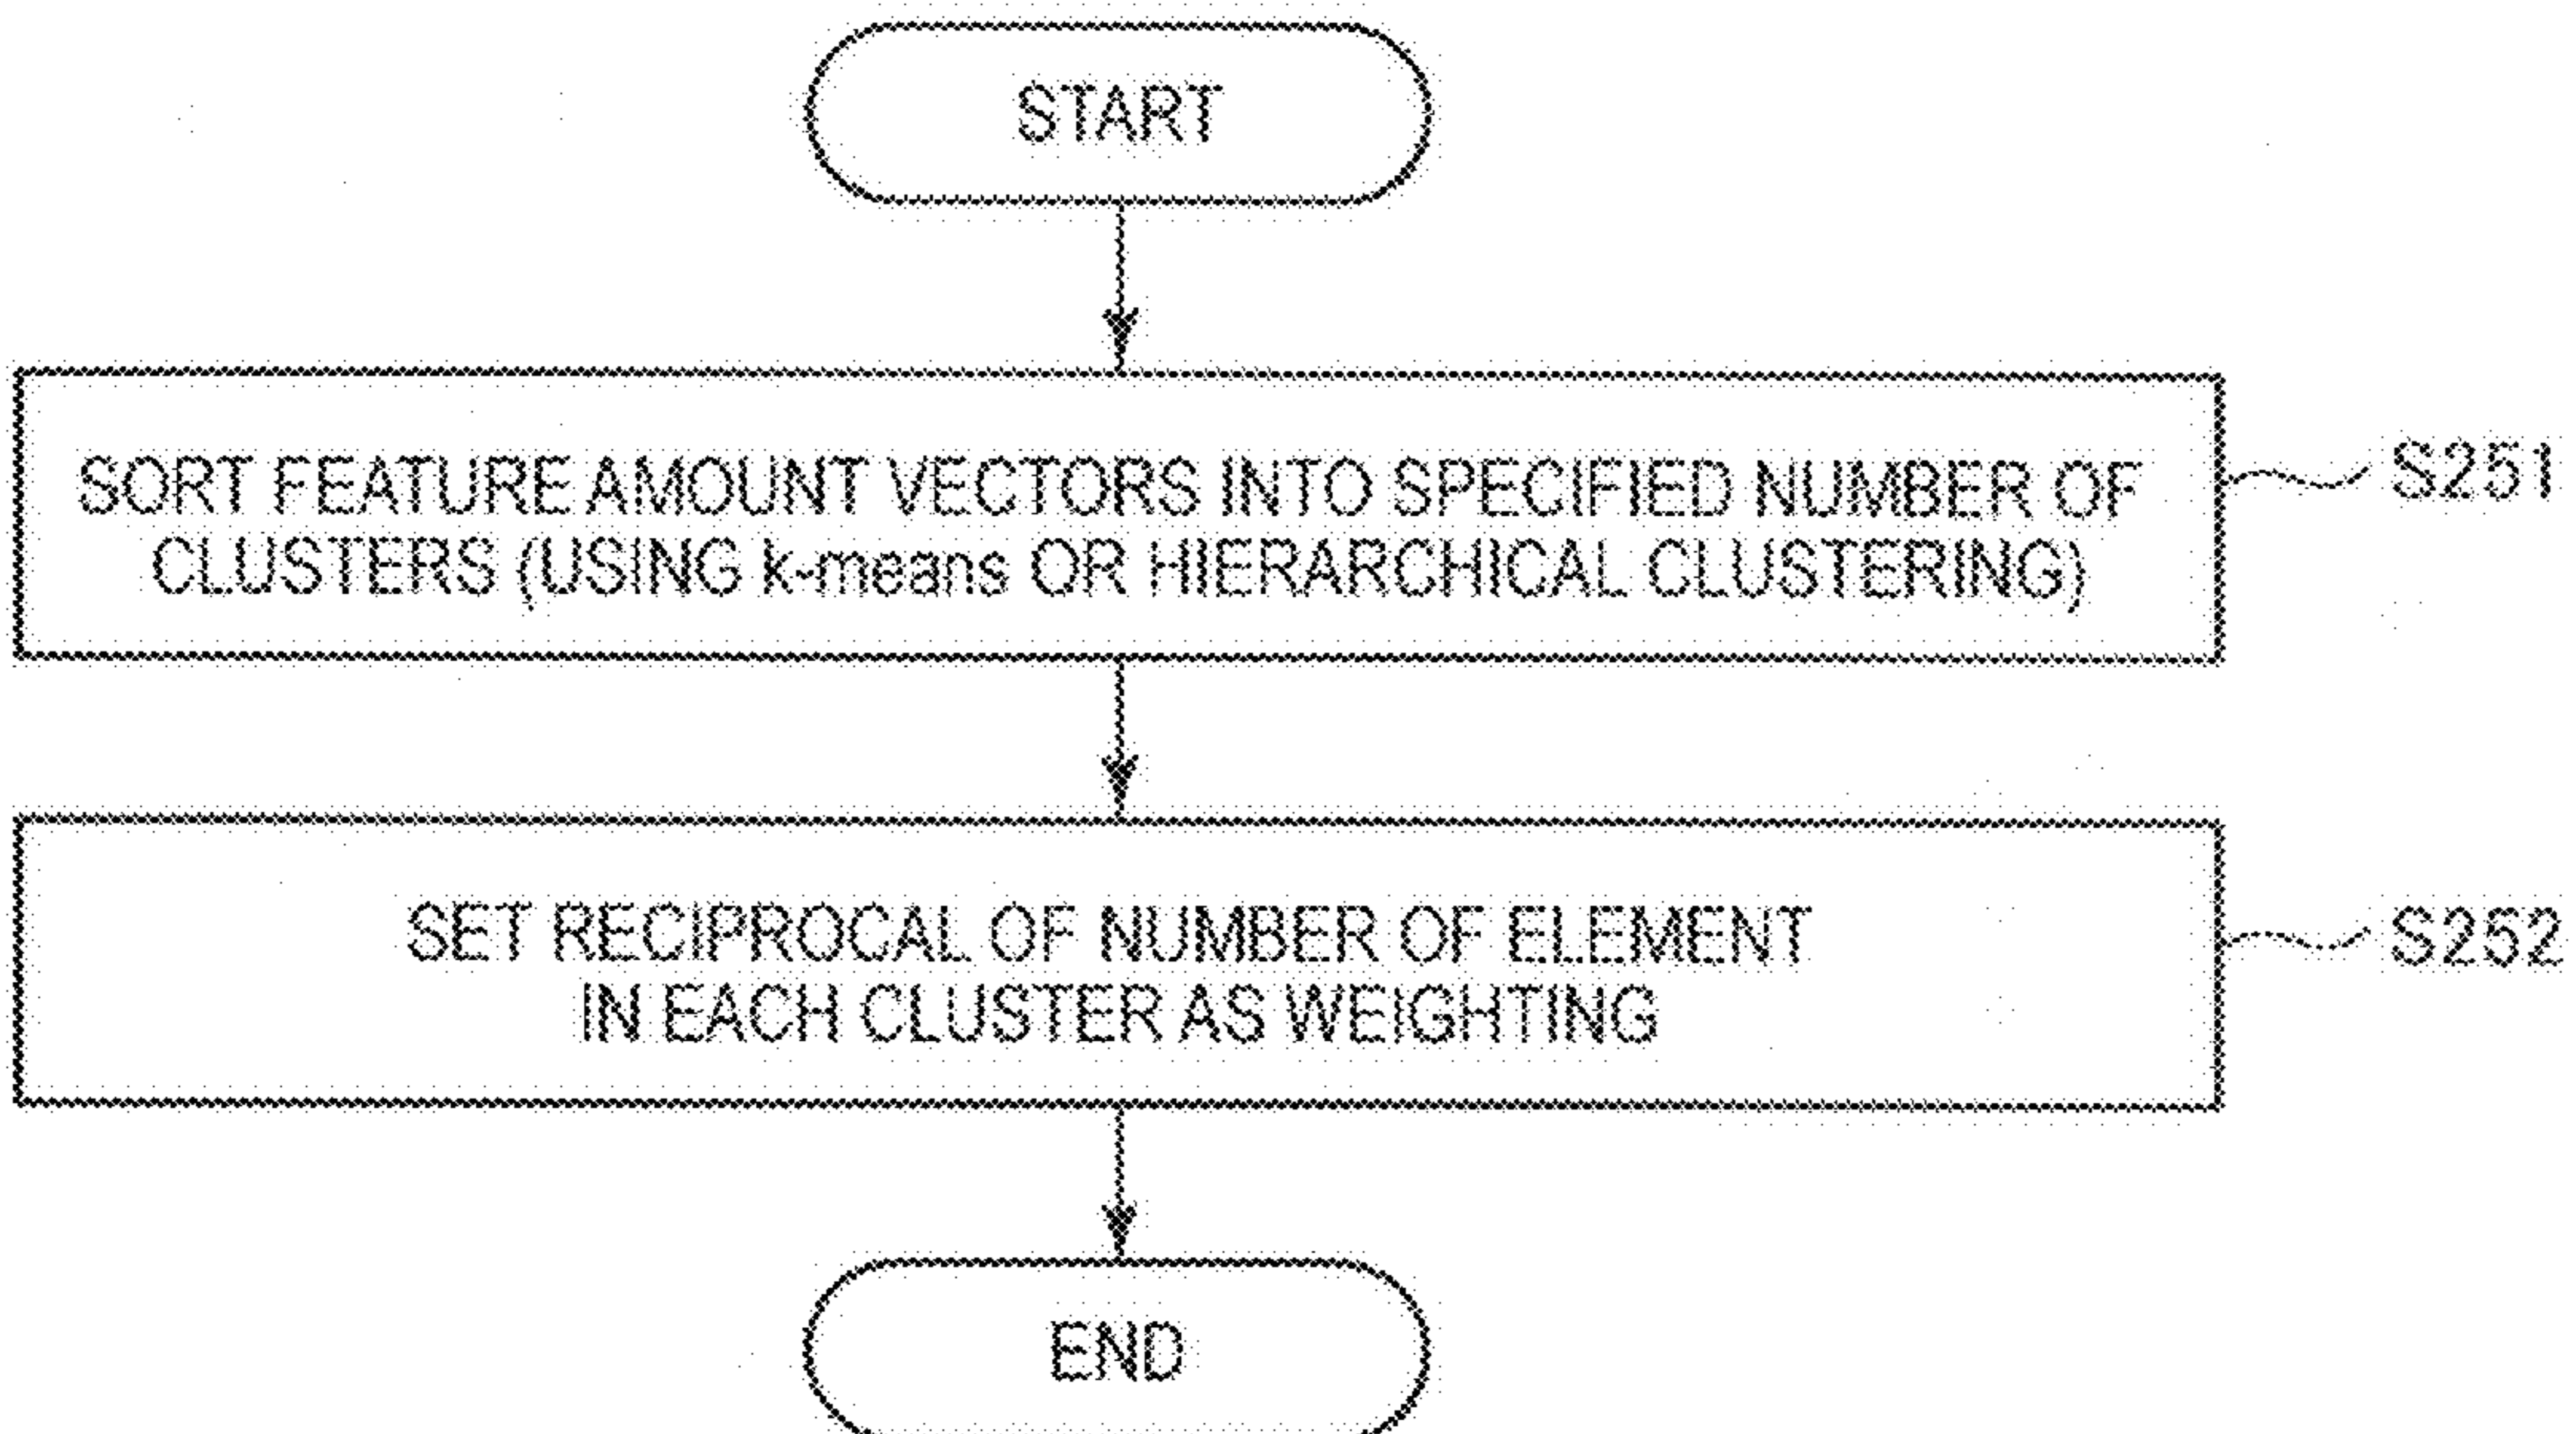 START
SORT FEATURE AMOUNT VECTORS INTO SPECIFIED NUMBER OF
CLUSTERS (USING k-means OR HIERARCHICAL CLUSTERING)
S251
SET RECIPROCAL OF NUMBER OF ELEMENT
IN EACH CLUSTER AS WEIGHTING
S252
END